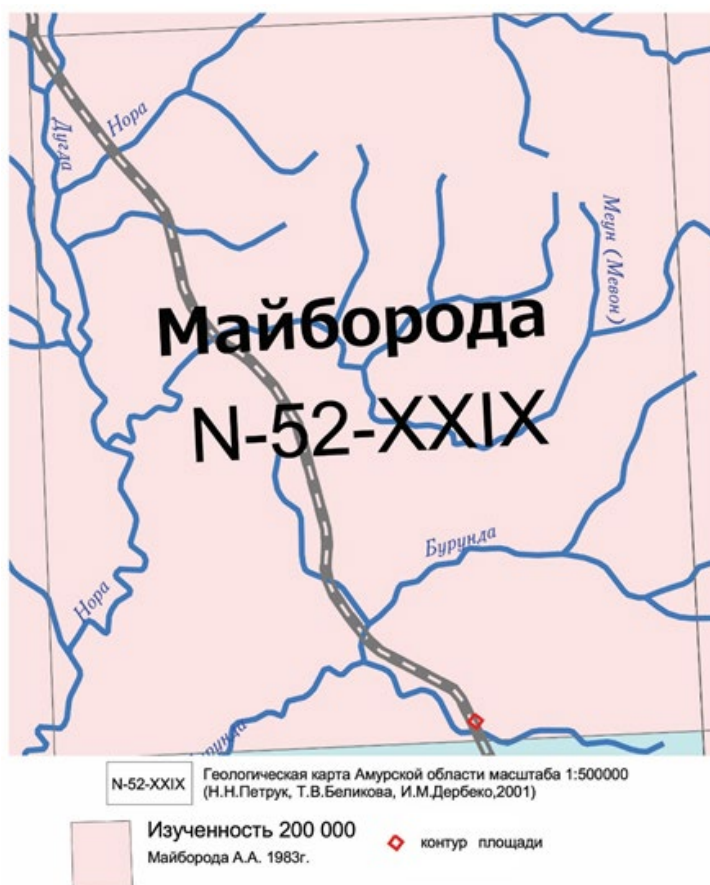 Нора
Дугда
Меун (Мевон)
Майборода
N-52-XXIX
Бурунда
Нора
N-52-XXIX
Геологическая карта Амурской области масштаба 1:500000
(Н.Н.Петрук, Т.В.Беликова, И.М.Дербеко,2001)
Изученность 200 000
Майборода А.А. 1983г.
контур площади